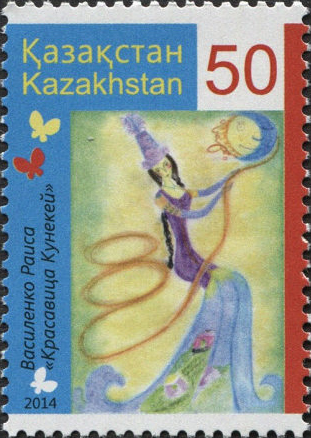 Қазақстан
Kazakhstan
50
Василенко Раиса
«Красавица Кунекей»
2014